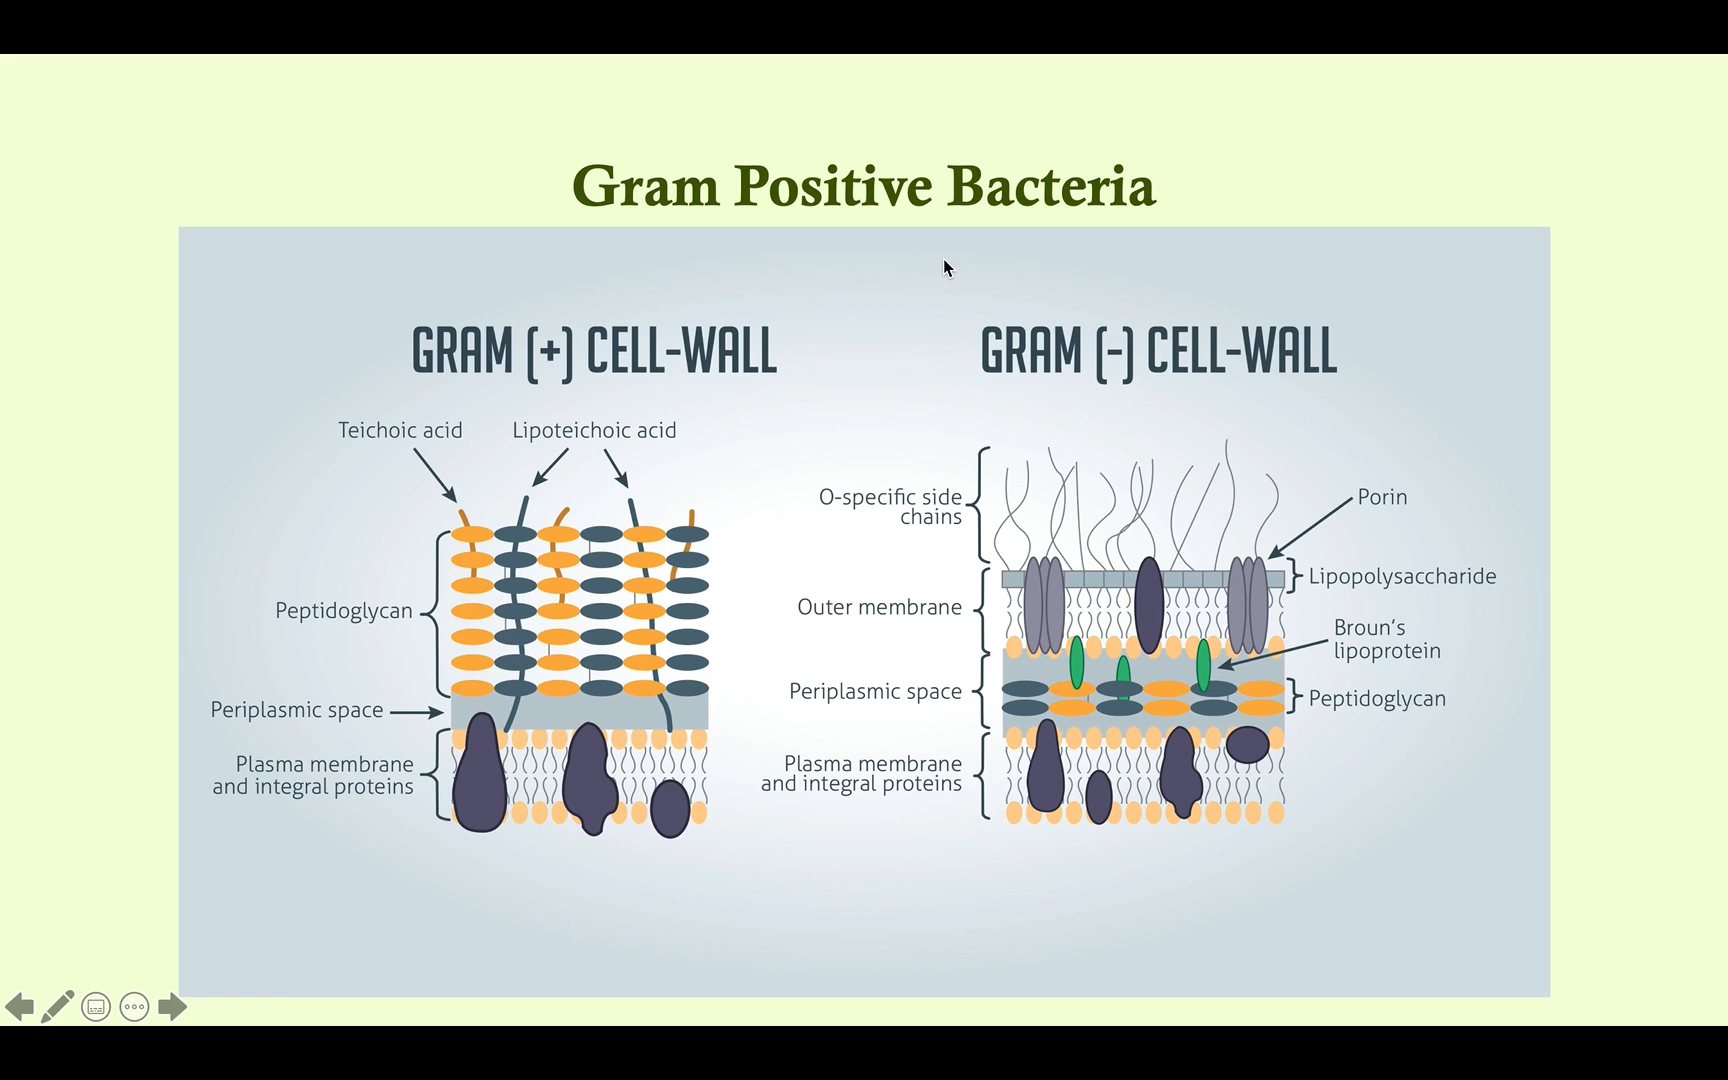 Gram Positive Bacteria
GRAM (+) CELL-WALL
Teichoic acid
Lipoteichoic acid
Peptidoglycan
Periplasmic space
Plasma membrane
and integral proteins
GRAM (-) CELL-WALL
O-specific side
chains
Outer membrane
Periplasmic space
Plasma membrane
and integral proteins
Porin
Lipopolysaccharide
Broun's
lipoprotein
Peptidoglycan